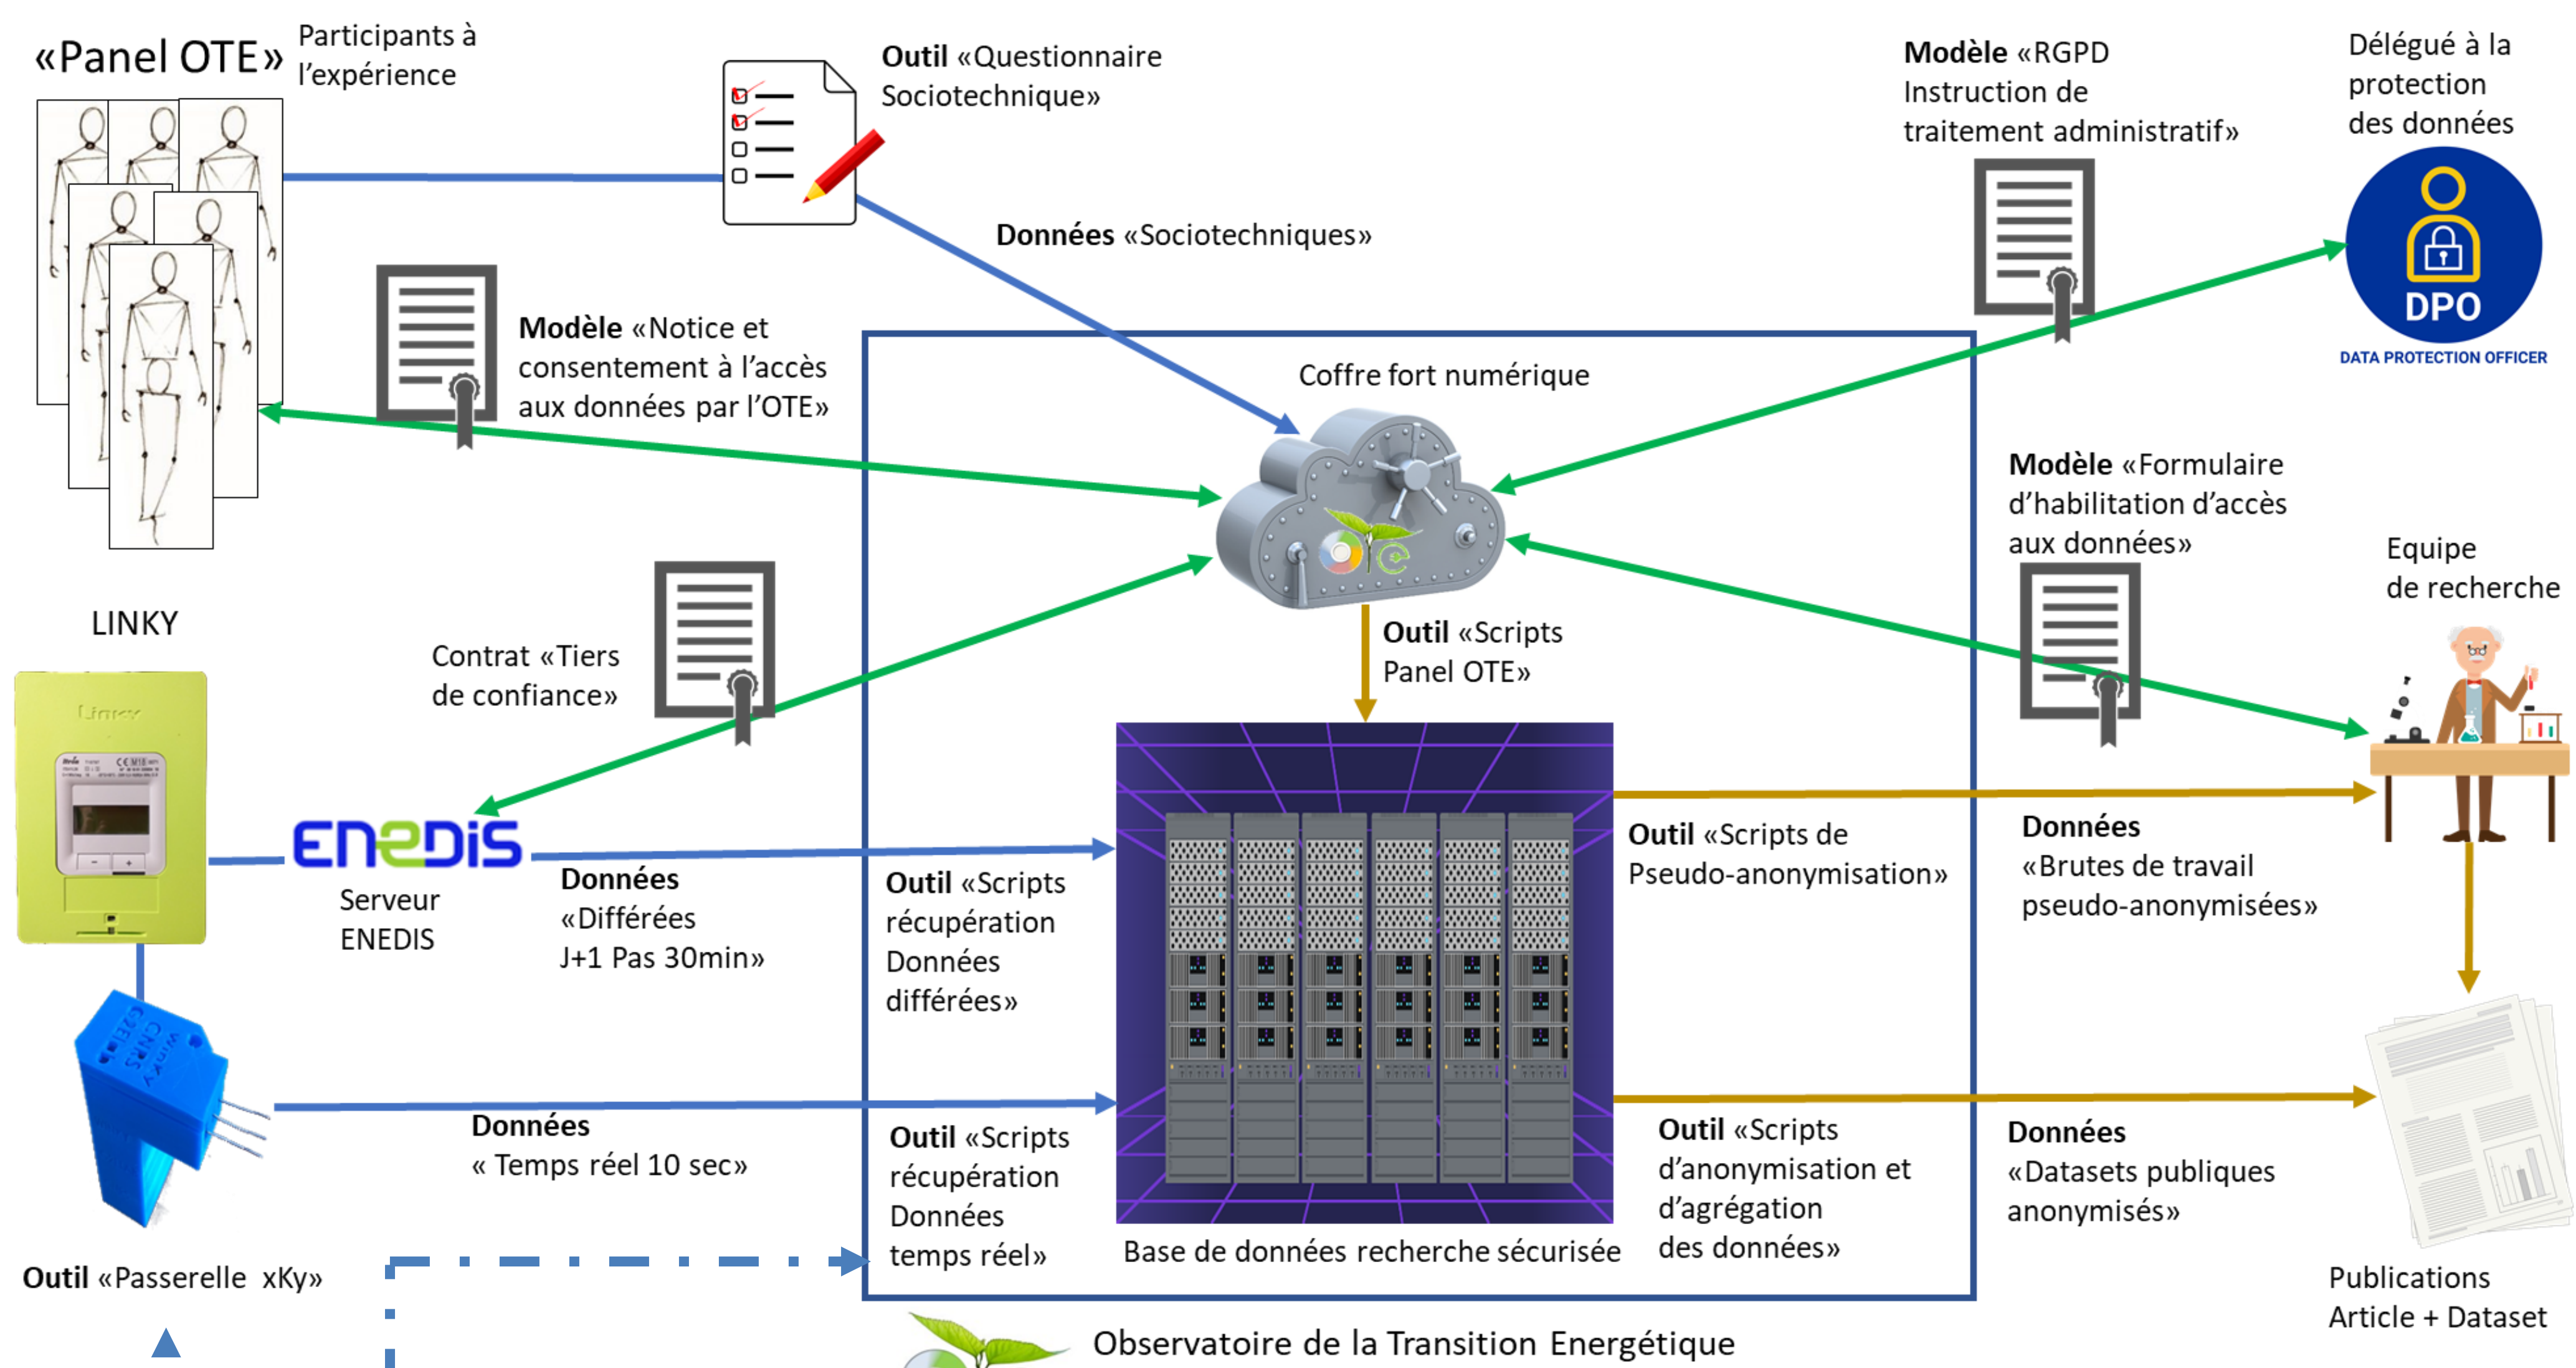 «Panel OTE»
Participants à
l'expérience
Outil «Questionnaire
Sociotechnique»
Modèle «RGPD
Instruction de
traitement administratif»
Délégué à la
protection
des données
DPO
DATA PROTECTION OFFICER
Données «Sociotechniques»
Modèle «Notice et
consentement à l'accès
aux données par l'OTE»
Coffre fort numérique
Modèle «Formulaire
d'habilitation d'accès
aux données»
Equipe
de recherche
LINKY
Linky
Contrat «Tiers
de confiance»
Outil «Scripts
Panel OTE»
ENEDIS
Serveur
ENEDIS
Données
«Différées
J+1 Pas 30min»
Outil «Scripts
récupération
Données
différées»
Outil «Scripts de
Pseudo-anonymisation»
Données
«Brutes de travail
pseudo-anonymisées»
WinKy
CNRS
G2ELab
Données
« Temps réel 10 sec»
Outil «Scripts
récupération
Données
temps réel»
Outil «Scripts
d'anonymisation et
d'agrégation
des données»
Données
«Datasets publiques
anonymisés»
Base de données recherche sécurisée
Outil «Passerelle xKy»
Publications
Article + Dataset
Observatoire de la Transition Energétique